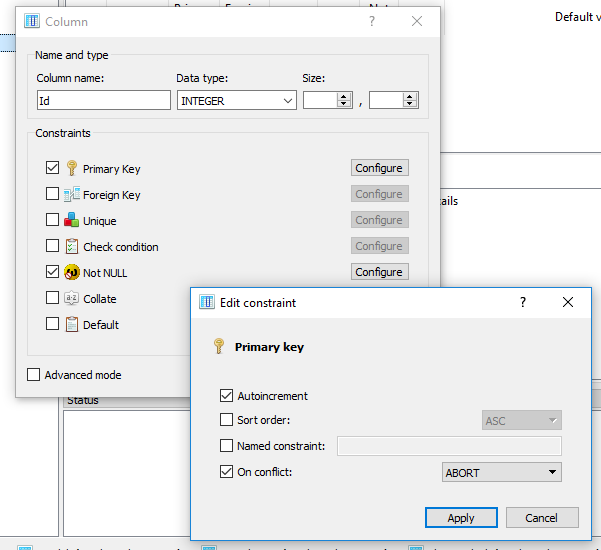 Default v
Column ?
Name and type
Column name: Data type: Size:
Id INTEGER ,
Constraints
Primary Key Configure
Foreign Key Configure
Unique Configure
Check condition Configure
Not NULL Configure
Collate
Default
Advanced mode
tails
Status
Edit constraint ?
Primary key
Autoincrement
Sort order: ASC
Named constraint:
On conflict: ABORT
Apply Cancel